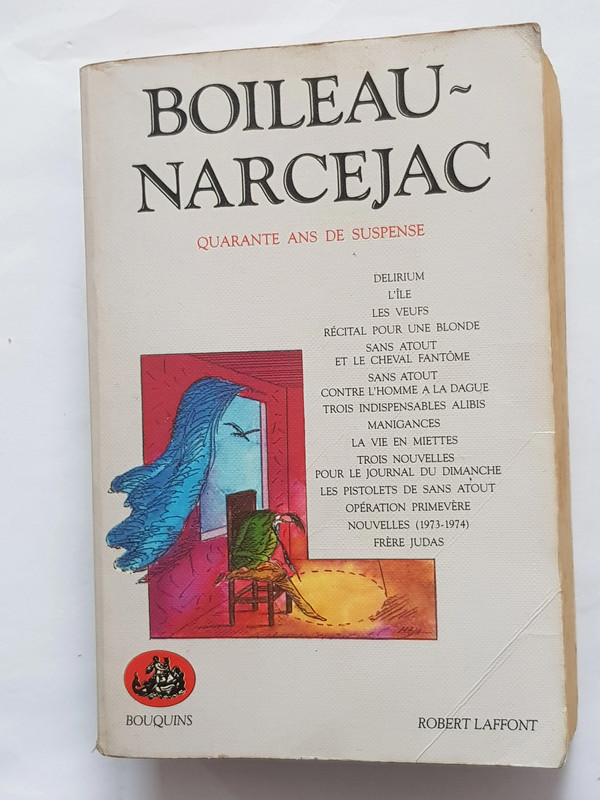 BOILEAU~
NARCEJAC
QUARANTE ANS DE SUSPENSE
DELIRIUM
L'ÎLE
LES VEUFS
RÉCITAL POUR UNE BLONDE
SANS ATOUT
ET LE CHEVAL FANTÔME
SANS ATOUT
CONTRE L'HOMME A LA DAGUE
TROIS INDISPENSABLES ALIBIS
MANIGANCES
LA VIE EN MIETTES
TROIS NOUVELLES
POUR LE JOURNAL DU DIMANCHE
LES PISTOLETS DE SANS ATOUT
OPÉRATION PRIMEVÈRE
NOUVELLES (1973-1974)
FRÈRE JUDAS
BOUQUINS
ROBERT LAFFONT